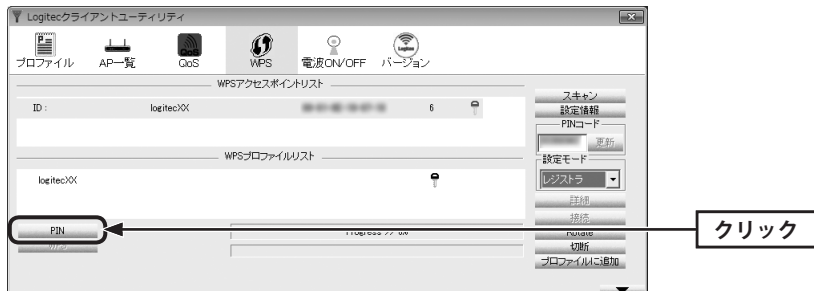 Logitecクライアントユーティリティ
プロファイル AP一覧 QoS WPS 電波ON/OFF バージョン
WPSアクセスポイントリスト
ID : logitecXX 6
スキャン
設定情報
PINコード
更新
WPSプロファイルリスト
設定モード
logitecXX
レジストラ
詳細
接続
PIN
Progress >> 0%
Rotate
クリック
切断
プロファイルに追加